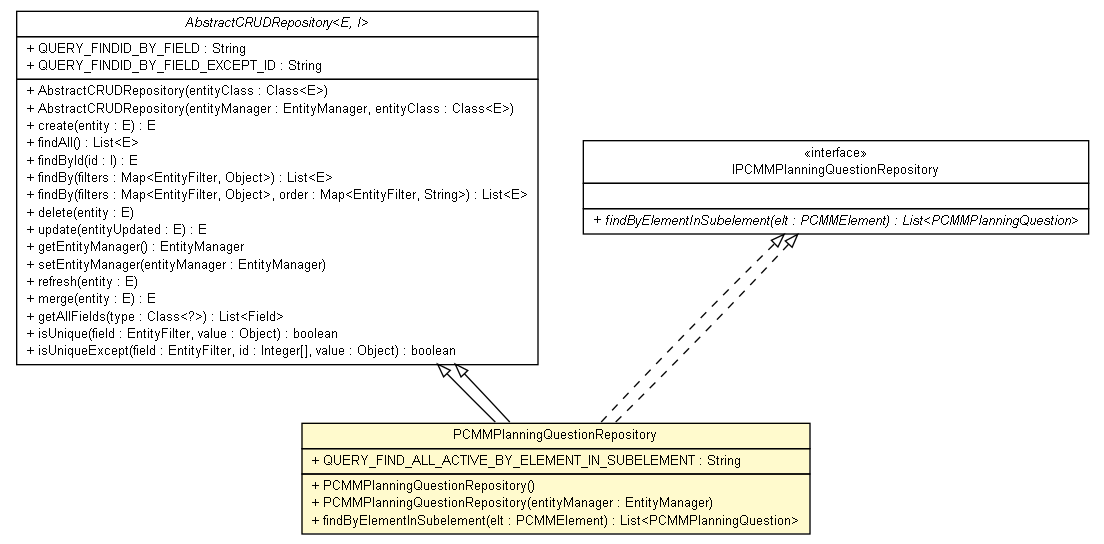 AbstractCRUDRepository<E, I>
+ QUERY_FINDID_BY_FIELD : String
+ QUERY_FINDID_BY_FIELD_EXCEPT_ID : String
+ AbstractCRUDRepository(entityClass : Class<E>)
+ AbstractCRUDRepository(entityManager : EntityManager, entityClass : Class<E>)
+ create(entity : E) : E
+ findAll() : List<E>
+ findById(id : I) : E
+ findBy(filters : Map<EntityFilter, Object>) : List<E>
+ findBy(filters : Map<EntityFilter, Object>, order : Map<EntityFilter, String>) : List<E>
+ delete(entity : E)
+ update(entityUpdated : E) : E
+ getEntityManager() : EntityManager
+ setEntityManager(entityManager : EntityManager)
+ refresh(entity : E)
+ merge(entity : E) : E
+ getAllFields(type : Class<?>) : List<Field>
+ isUnique(field : EntityFilter, value : Object) : boolean
+ isUniqueExcept(field : EntityFilter, id : Integer[], value : Object) : boolean
«interface»
IPCMMPlanningQuestionRepository
+ findByElementInSubelement(elt : PCMMElement) : List<PCMMPlanningQuestion>
PCMMPlanningQuestionRepository
+ QUERY_FIND_ALL_ACTIVE_BY_ELEMENT_IN_SUBELEMENT : String
+ PCMMPlanningQuestionRepository()
+ PCMMPlanningQuestionRepository(entityManager : EntityManager)
+ findByElementInSubelement(elt : PCMMElement) : List<PCMMPlanningQuestion>